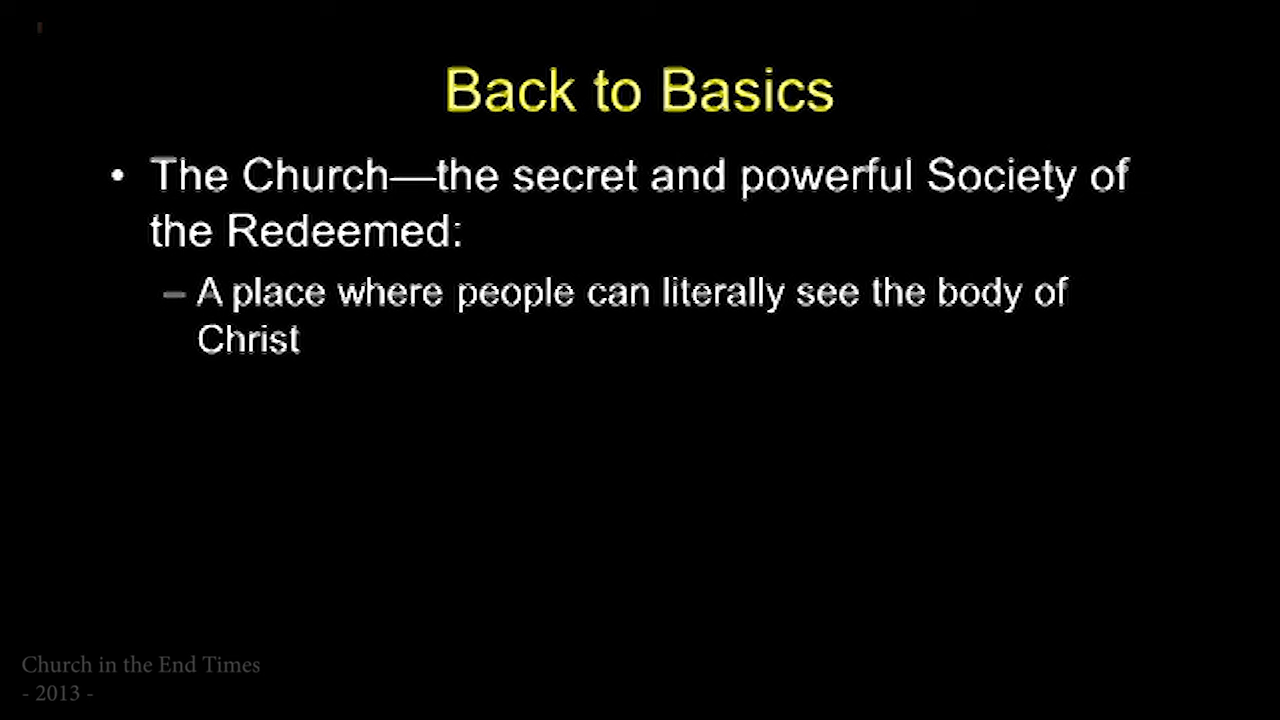 Back to Basics
• The Church—the secret and powerful Society of
the Redeemed:
– A place where people can literally see the body of
Christ
Church in the End Times
- 2013 -